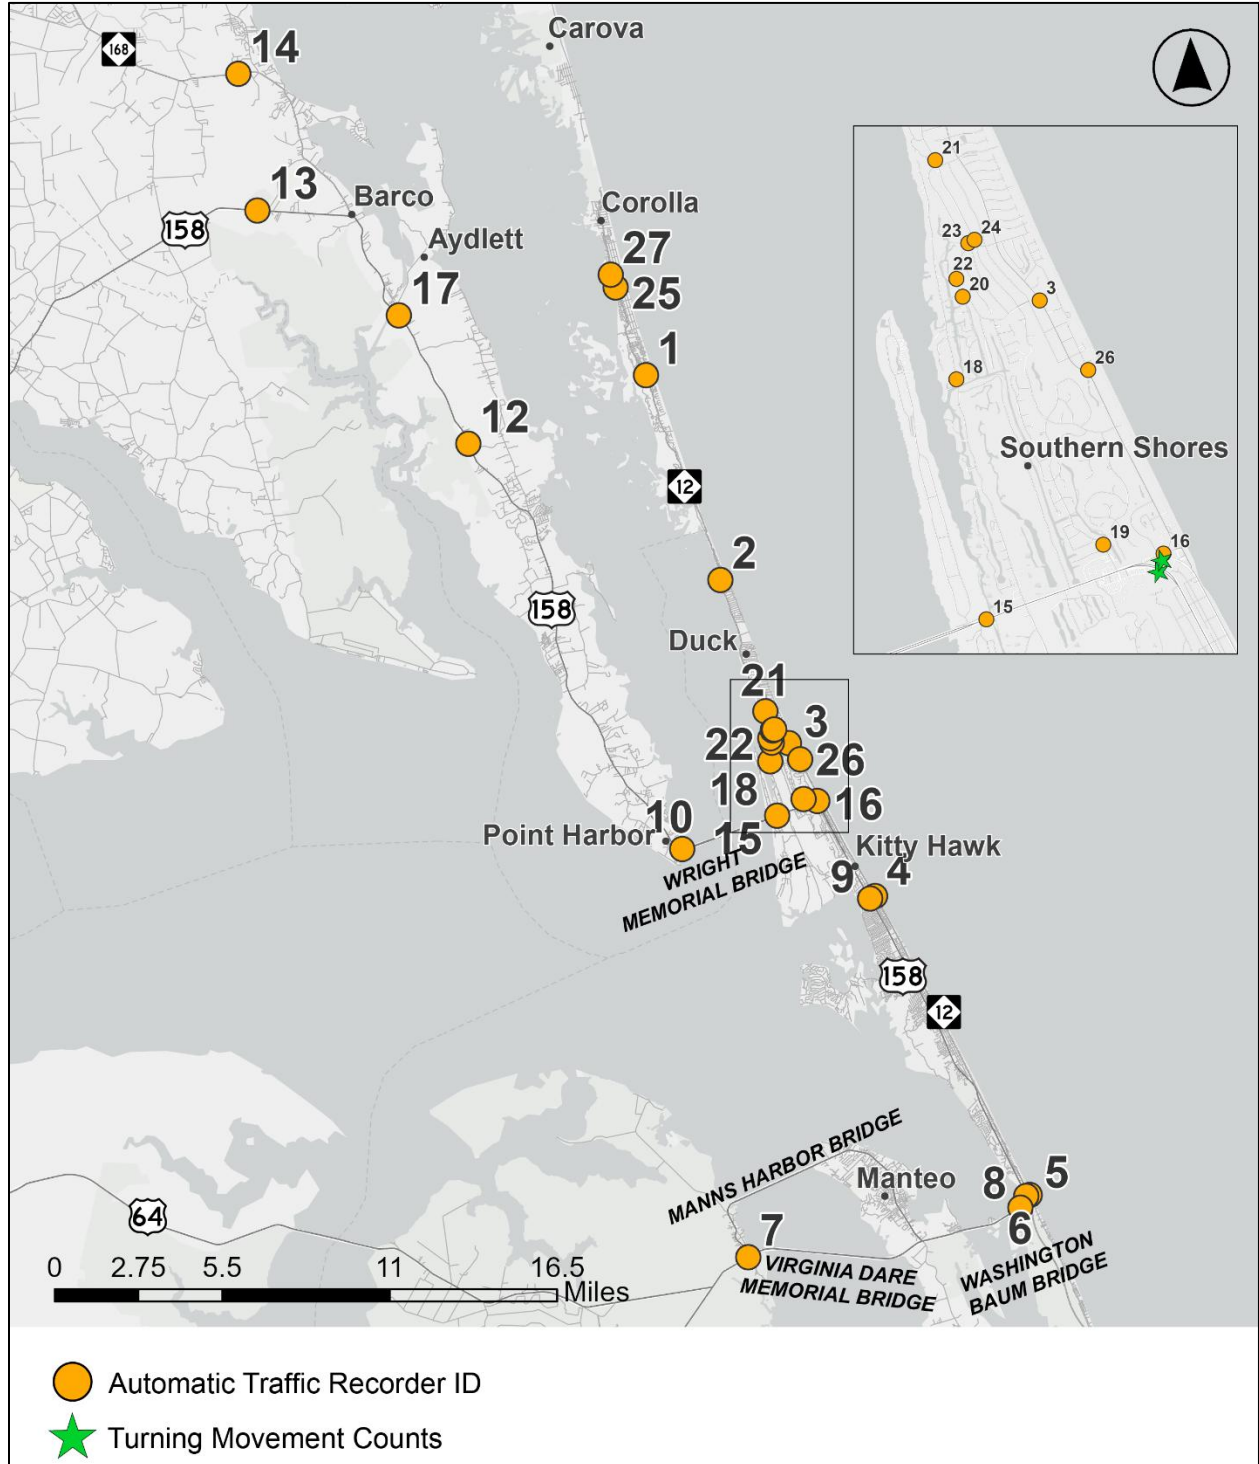 Carova
168
14
21
13
Barco
158
Corolla
23
24
Aydlett
27
22
20
25
3
17
1
26
18
12
Southern Shores
12
19
16
2
158
15
Duck
21
3
22
26
18
16
10
15
Point Harbor
Kitty Hawk
WRIGHT
MEMORIAL BRIDGE
9
4
158
12
MANNS HARBOR BRIDGE
Manteo
8
5
64
6
7
VIRGINIA DARE
MEMORIAL BRIDGE
WASHINGTON
BAUM BRIDGE
0 2.75 5.5 11 16.5
Miles
Automatic Traffic Recorder ID
Turning Movement Counts